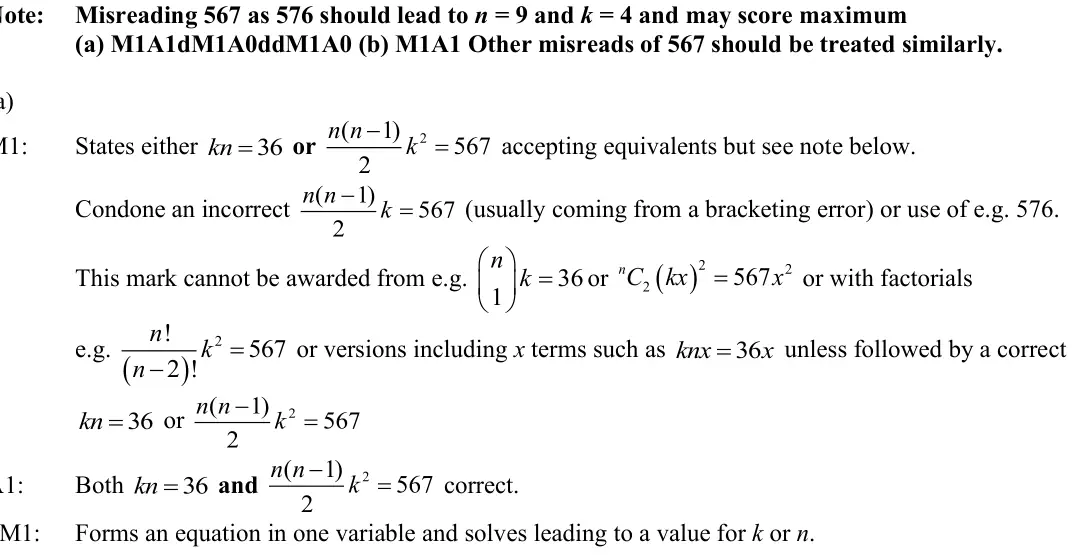 Note: Misreading 567 as 576 should lead to n = 9 and k = 4 and may score maximum
(a) M1A1dM1A0ddM1A0 (b) M1A1 Other misreads of 567 should be treated similarly.
a)
M1: States either kn = 36 or n(n−1)/2 k² = 567 accepting equivalents but see note below.
Condone an incorrect n(n−1)/2 k = 567 (usually coming from a bracketing error) or use of e.g. 576.
This mark cannot be awarded from e.g. (n 1) k = 36 or ⁿC₂ (kx)² = 567x² or with factorials
e.g. n!/(n−2)! k² = 567 or versions including x terms such as knx = 36x unless followed by a correct
kn = 36 or n(n−1)/2 k² = 567
A1: Both kn = 36 and n(n−1)/2 k² = 567 correct.
M1: Forms an equation in one variable and solves leading to a value for k or n.